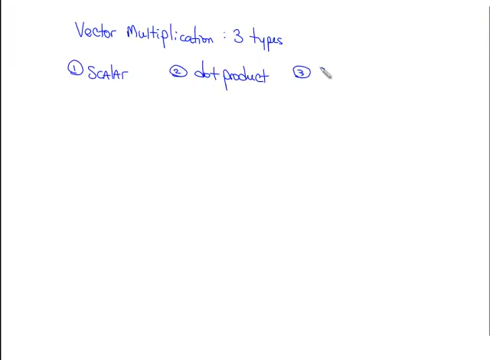 Vector Multiplication : 3 types
① Scalar ② dot product ③